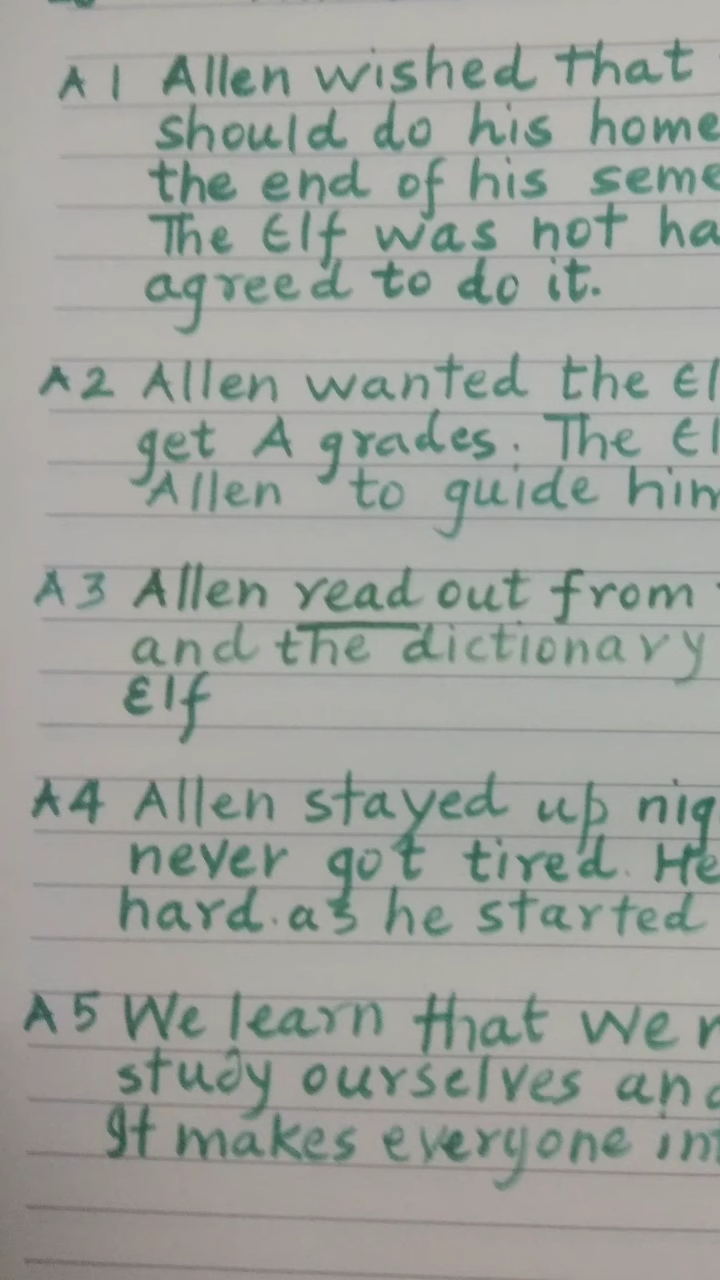 A1 Allen wished that
should do his home
the end of his seme
The Elf was not ha
agreed to do it.
A2 Allen wanted the El
get A grades. The El
Allen to guide him
A3 Allen read out from
and the dictionary
Elf
A4 Allen stayed up nig
never got tired. He
hard. as he started
A5 We learn that we
study ourselves and
It makes everyone in